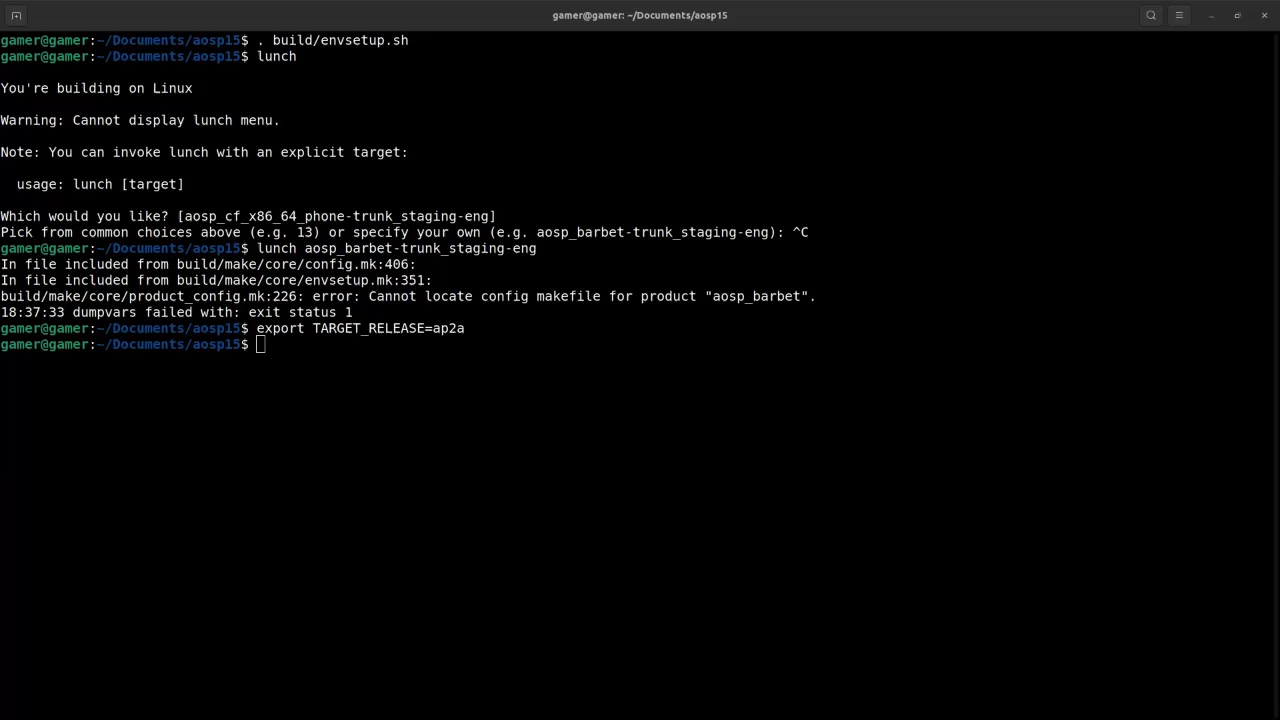 gamer@gamer: ~/Documents/aosp15
gamer@gamer:~/Documents/aosp15$ . build/envsetup.sh
gamer@gamer:~/Documents/aosp15$ lunch
You're building on Linux
Warning: Cannot display lunch menu.
Note: You can invoke lunch with an explicit target:
usage: lunch [target]
Which would you like? [aosp_cf_x86_64_phone-trunk_staging-eng]
Pick from common choices above (e.g. 13) or specify your own (e.g. aosp_barbet-trunk_staging-eng): ^C
gamer@gamer:~/Documents/aosp15$ lunch aosp_barbet-trunk_staging-eng
In file included from build/make/core/config.mk:406:
In file included from build/make/core/envsetup.mk:351:
build/make/core/product_config.mk:226: error: Cannot locate config makefile for product "aosp_barbet".
18:37:33 dumpvars failed with: exit status 1
gamer@gamer:~/Documents/aosp15$ export TARGET_RELEASE=ap2a
gamer@gamer:~/Documents/aosp15$